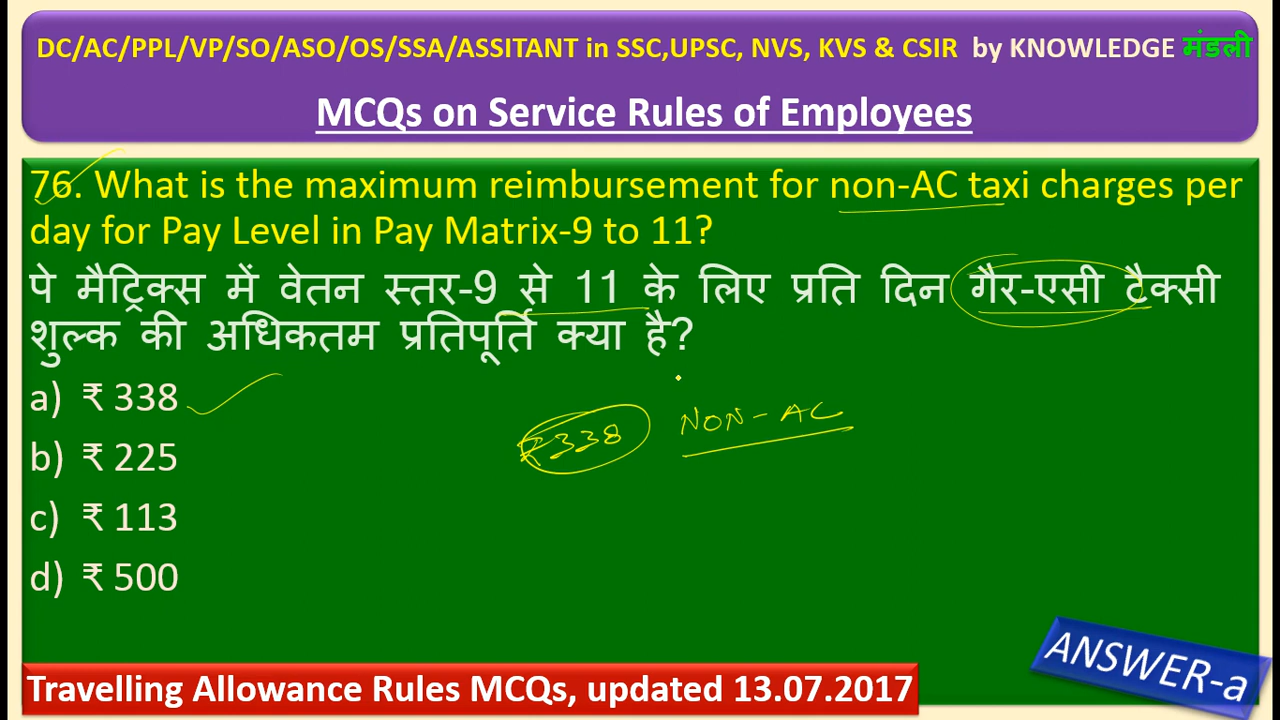 DC/AC/PPL/VP/SO/ASO/OS/SSA/ASSITANT in SSC,UPSC, NVS, KVS & CSIR by KNOWLEDGE मंडली
MCQs on Service Rules of Employees
76. What is the maximum reimbursement for non-AC taxi charges per
day for Pay Level in Pay Matrix-9 to 11?
पे मैट्रिक्स में वेतन स्तर-9 से 11 के लिए प्रति दिन गैर-एसी टैक्सी
शुल्क की अधिकतम प्रतिपूर्ति क्या है?
a) ₹ 338
₹338 NON-AC
b) ₹ 225
c) ₹ 113
d) ₹ 500
ANSWER-a
Travelling Allowance Rules MCQs, updated 13.07.2017